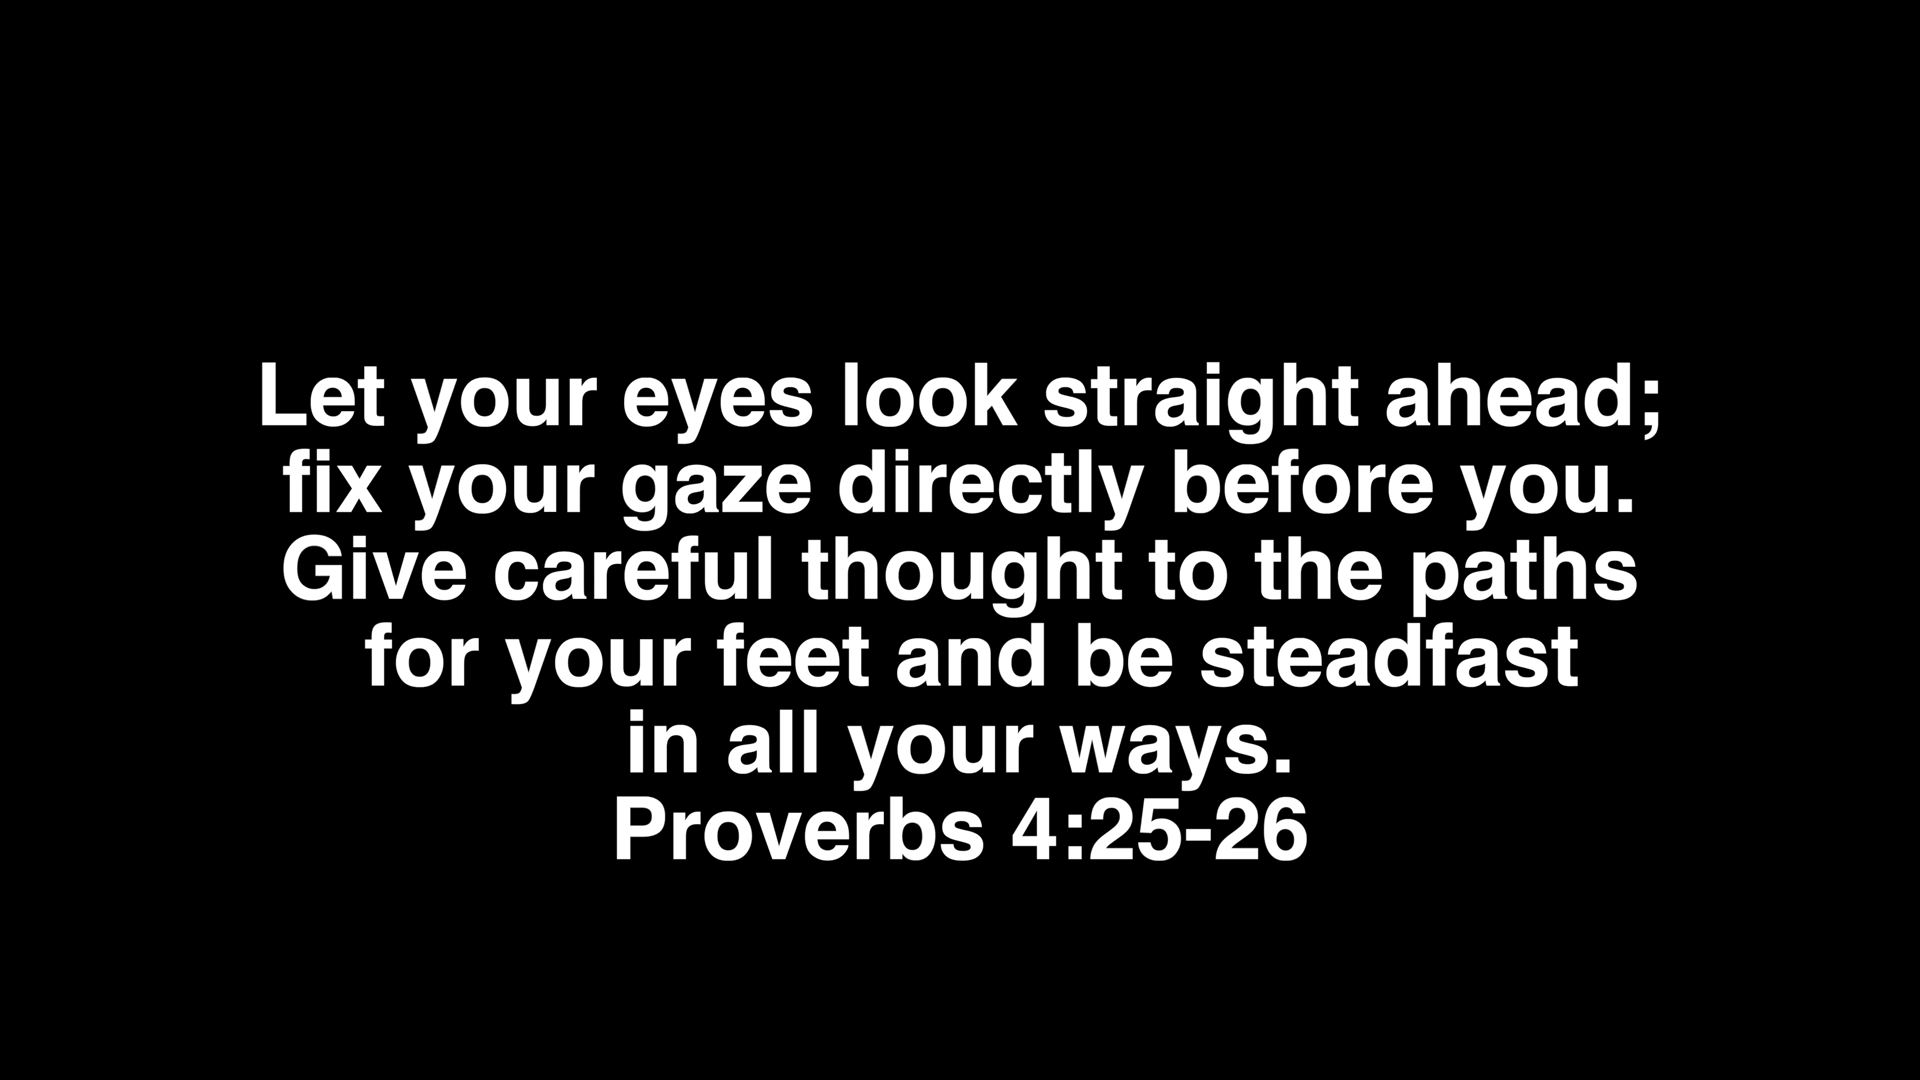 Let your eyes look straight ahead;
fix your gaze directly before you.
Give careful thought to the paths
for your feet and be steadfast
in all your ways.
Proverbs 4:25-26